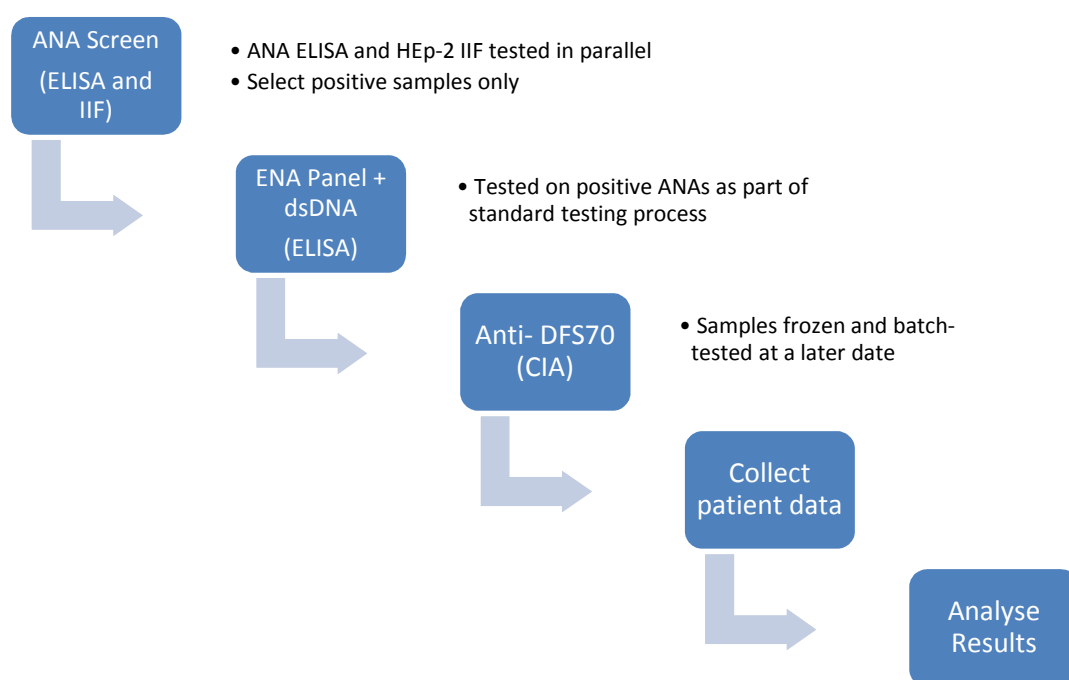 ANA Screen
(ELISA and
IIF)
• ANA ELISA and HEp-2 IIF tested in parallel
• Select positive samples only
ENA Panel +
dsDNA
(ELISA)
• Tested on positive ANAs as part of
standard testing process
Anti- DFS70
(CIA)
• Samples frozen and batch-
tested at a later date
Collect
patient data
Analyse
Results